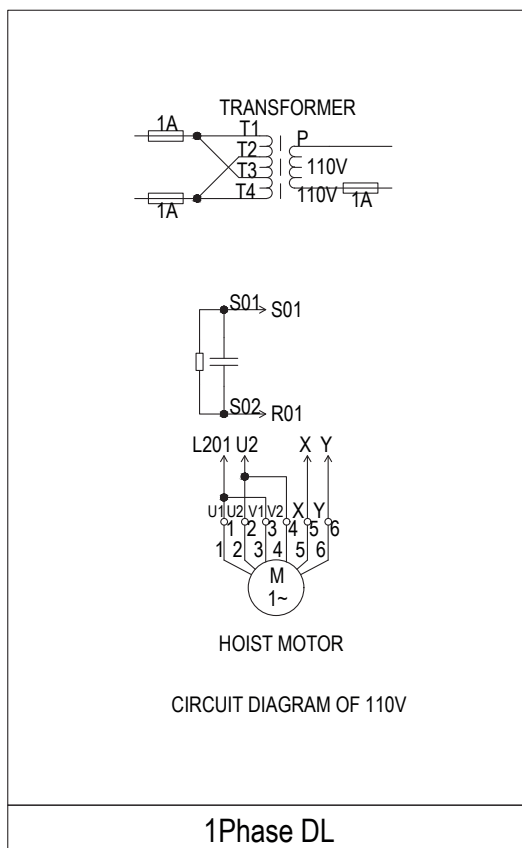 TRANSFORMER
1A
T1
P
T2
T3
110V
T4
110V
1A
1A
S01
S01
S02
R01
L201 U2
X Y
U1 U2 V1 V2 X Y
1 2 3 4 5 6
1 2 3 4 5 6
M
1~
HOIST MOTOR
CIRCUIT DIAGRAM OF 110V
1Phase DL